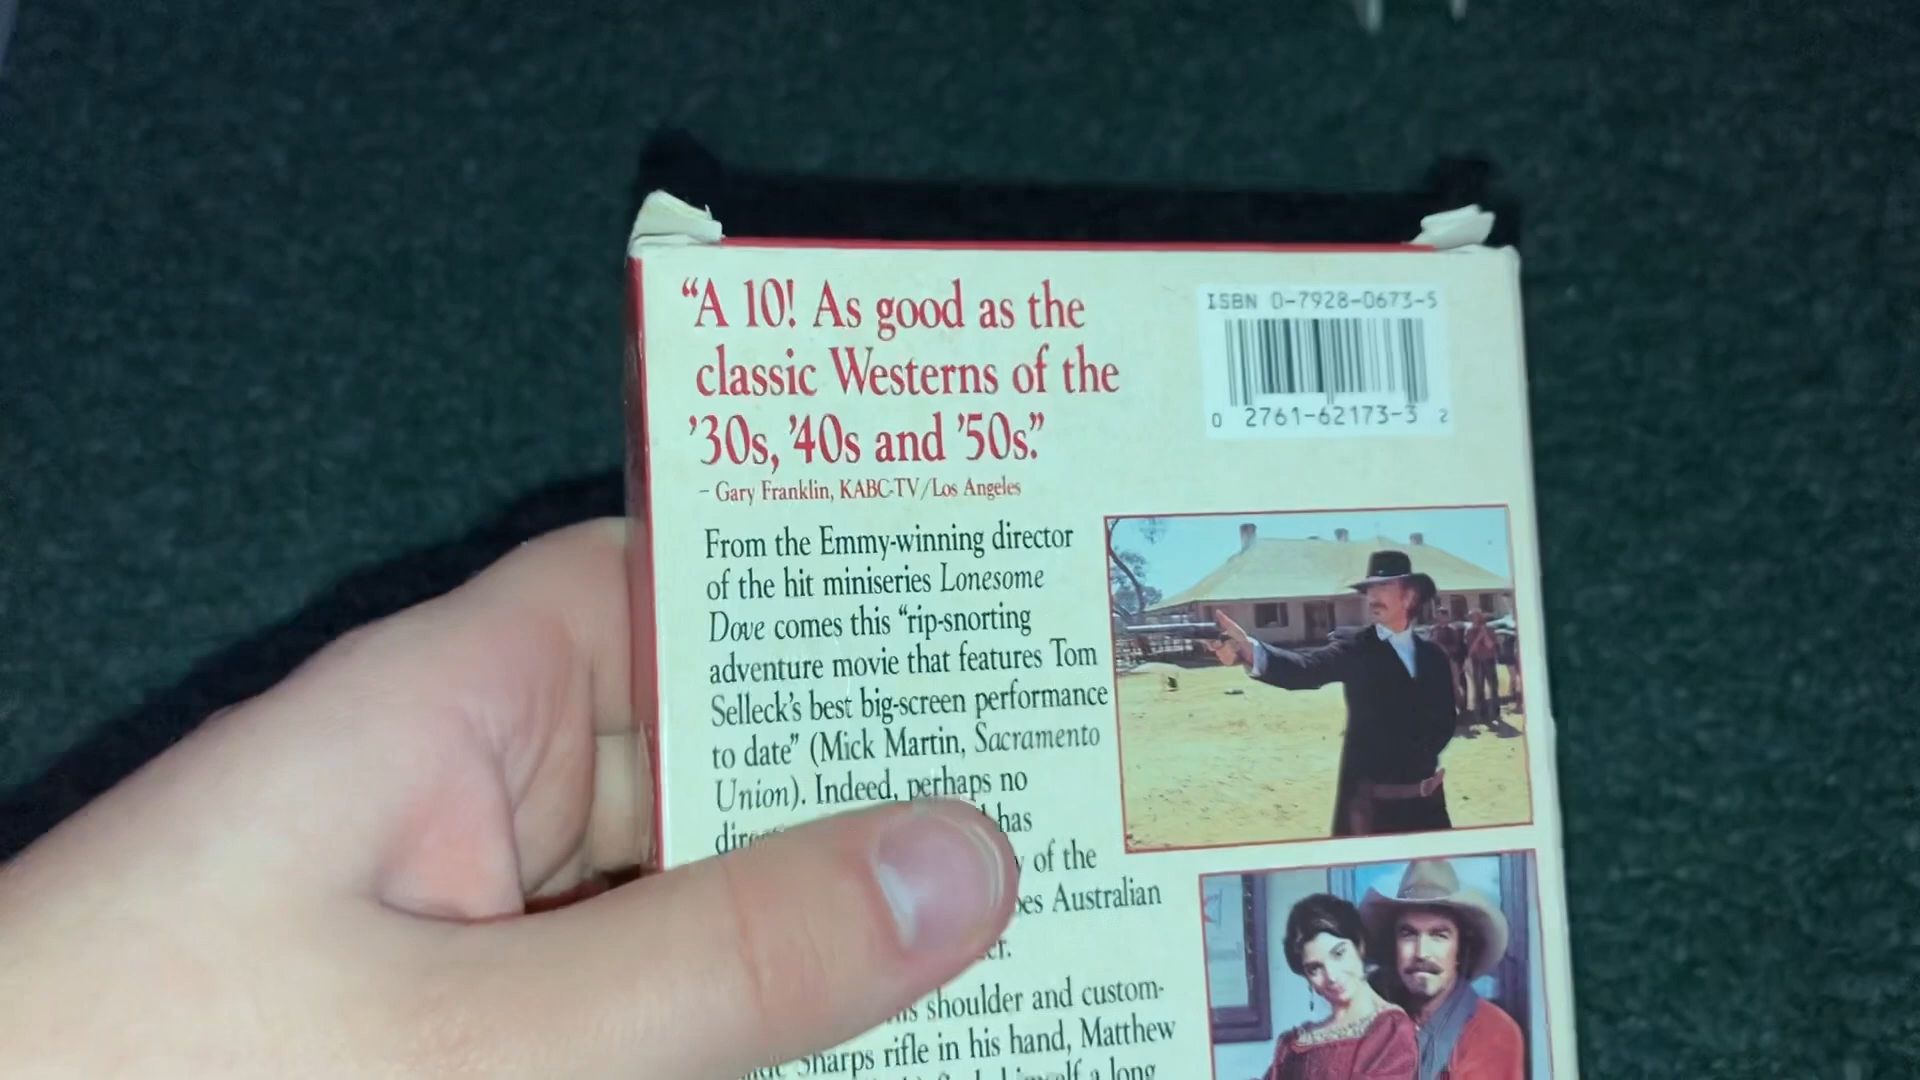 “A 10! As good as the
classic Westerns of the
’30s, ’40s and ’50s.”
– Gary Franklin, KABC-TV/Los Angeles
ISBN 0-7928-0673-5
0 2761-62173-3 2
From the Emmy-winning director
of the hit miniseries Lonesome
Dove comes this “rip-snorting
adventure movie that features Tom
Selleck’s best big-screen performance
to date” (Mick Martin, Sacramento
Union). Indeed, perhaps no
has
of the
Australian
shoulder and custom-
Sharps rifle in his hand, Matthew
a long